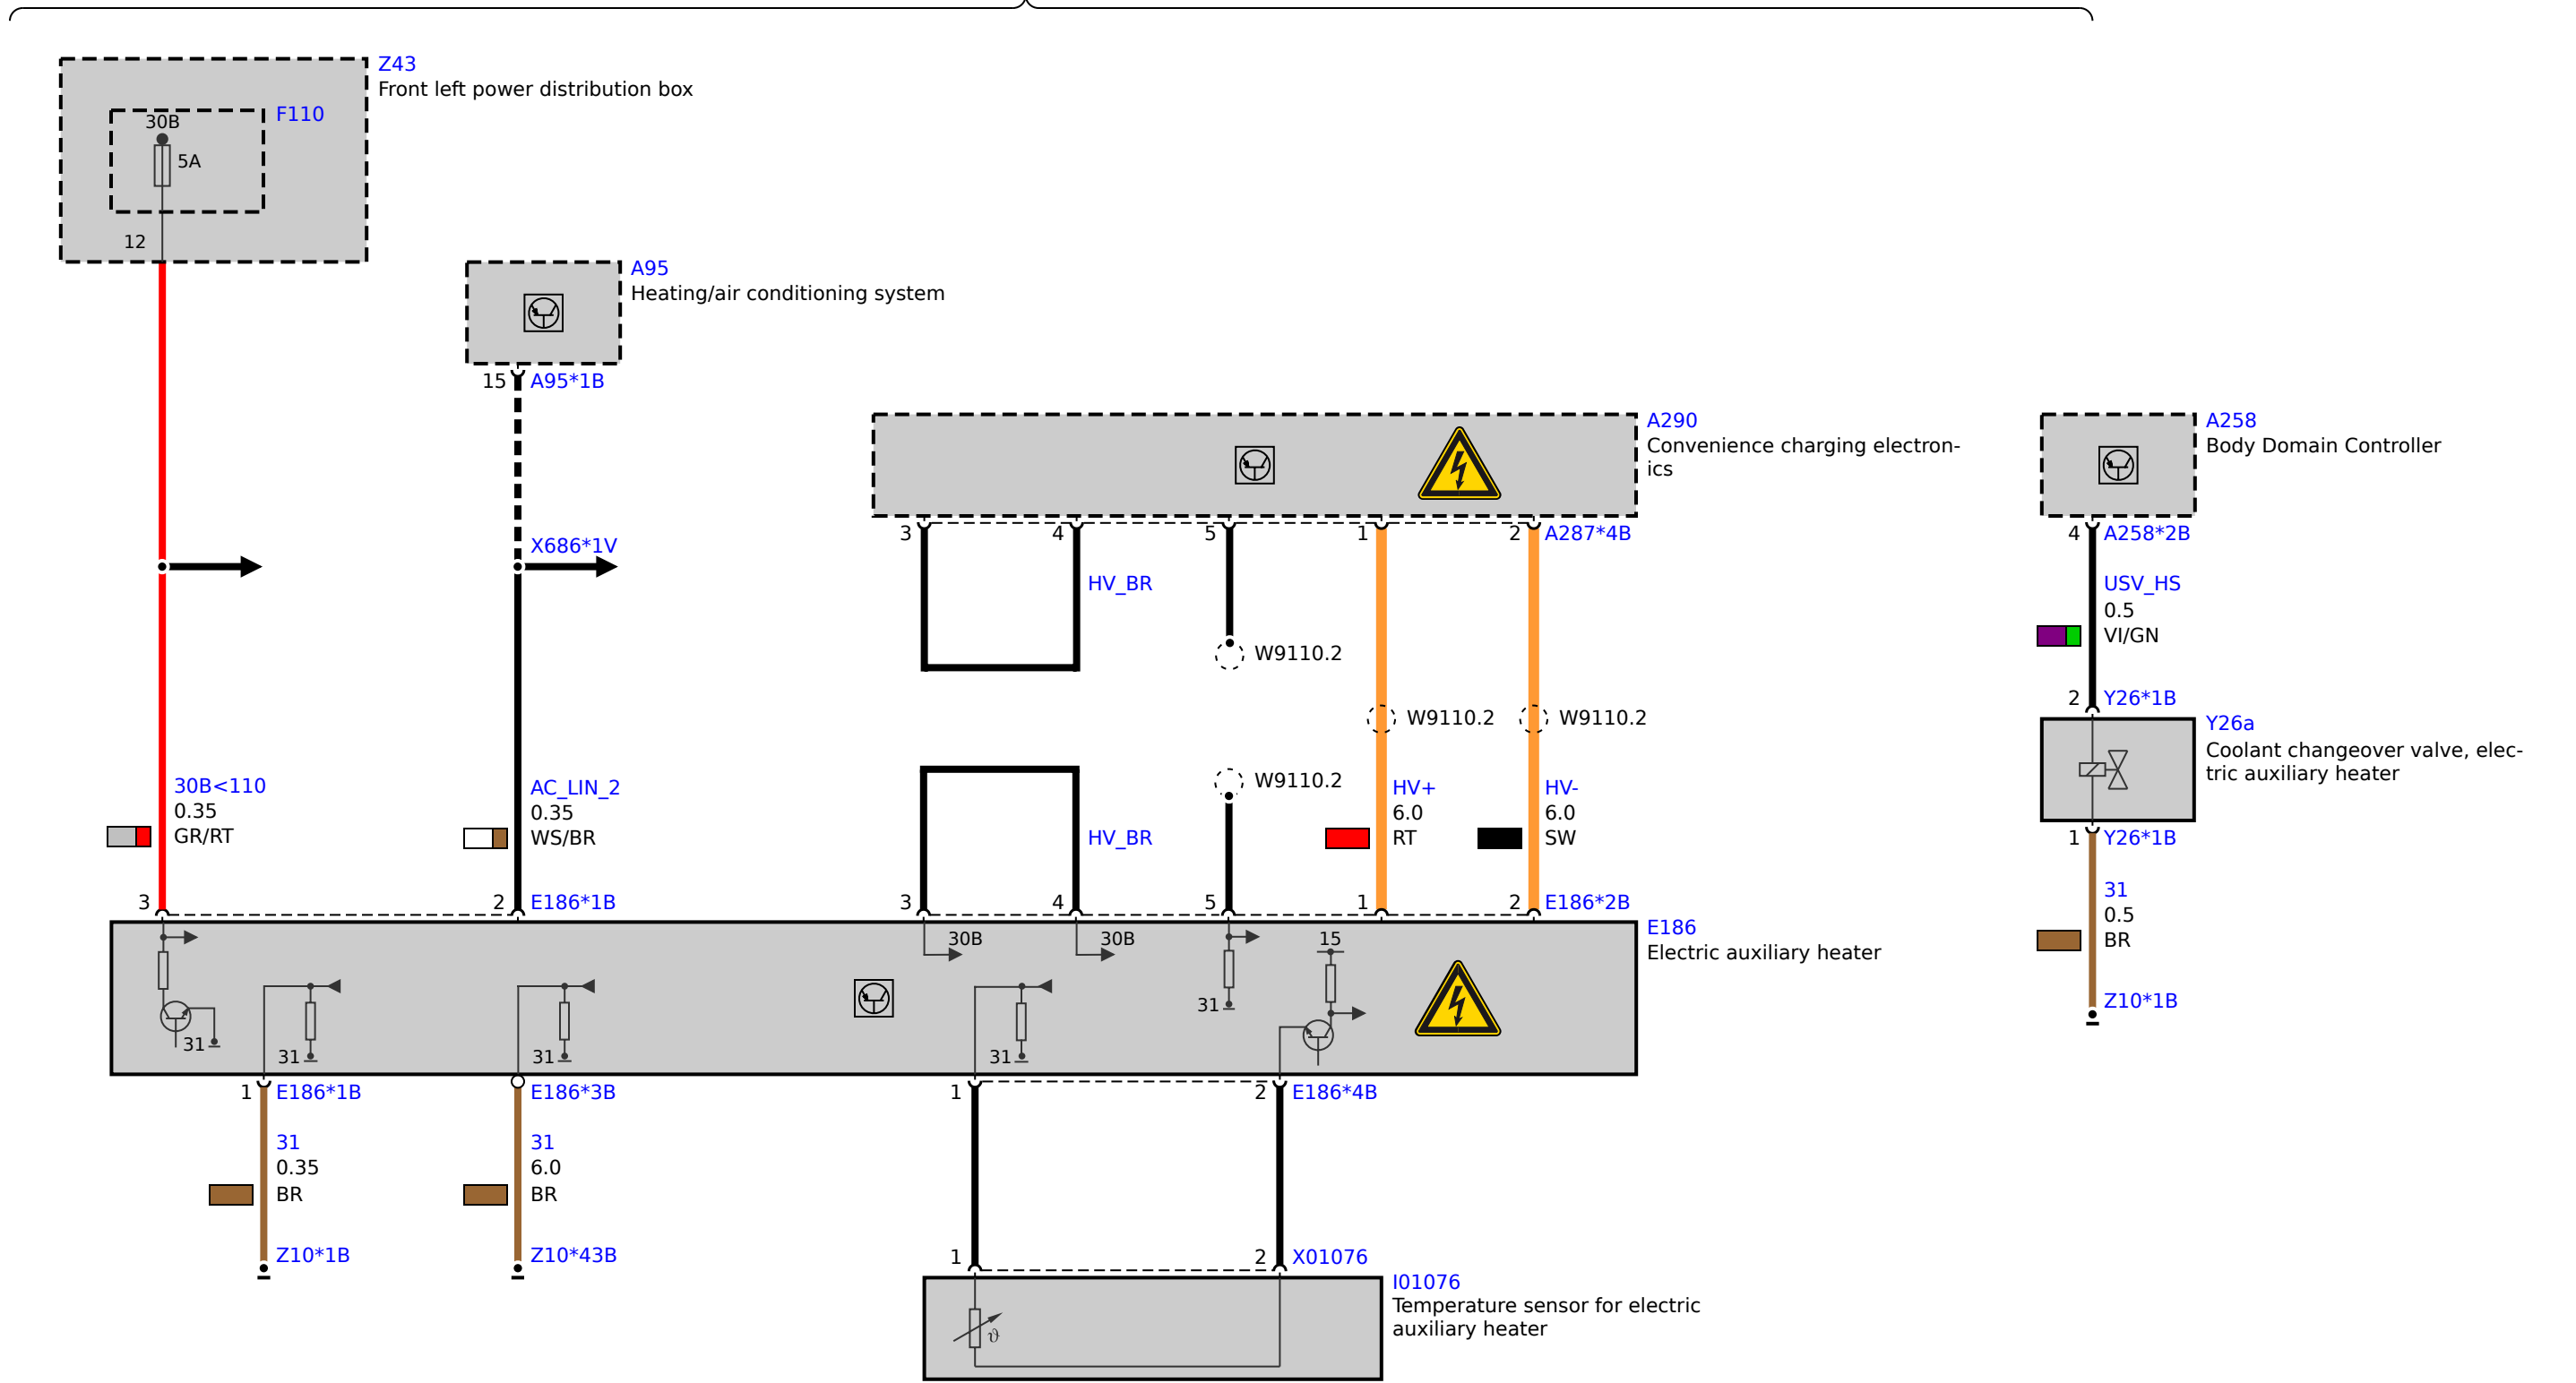 Z43
Front left power distribution box
F110
30B
5A
12
A95
Heating/air conditioning system
15 A95*1B
A290
Convenience charging electron-
ics
A258
Body Domain Controller
3 4 5 1 2 A287*4B
4 A258*2B
X686*1V
HV_BR
USV_HS
0.5
VI/GN
W9110.2
2 Y26*1B
W9110.2 W9110.2
Y26a
Coolant changeover valve, elec-
tric auxiliary heater
W9110.2
30B<110
0.35
GR/RT
AC_LIN_2
0.35
WS/BR
HV_BR
HV+
6.0
RT
HV-
6.0
SW
1 Y26*1B
31
0.5
BR
3 2 E186*1B
3 4 5 1 2 E186*2B
E186
Electric auxiliary heater
30B 30B 15
31
31 31 31 31
Z10*1B
1 E186*1B
E186*3B
1 2 E186*4B
31
0.35
BR
31
6.0
BR
Z10*1B
Z10*43B
1 2 X01076
I01076
Temperature sensor for electric
auxiliary heater
ϑ